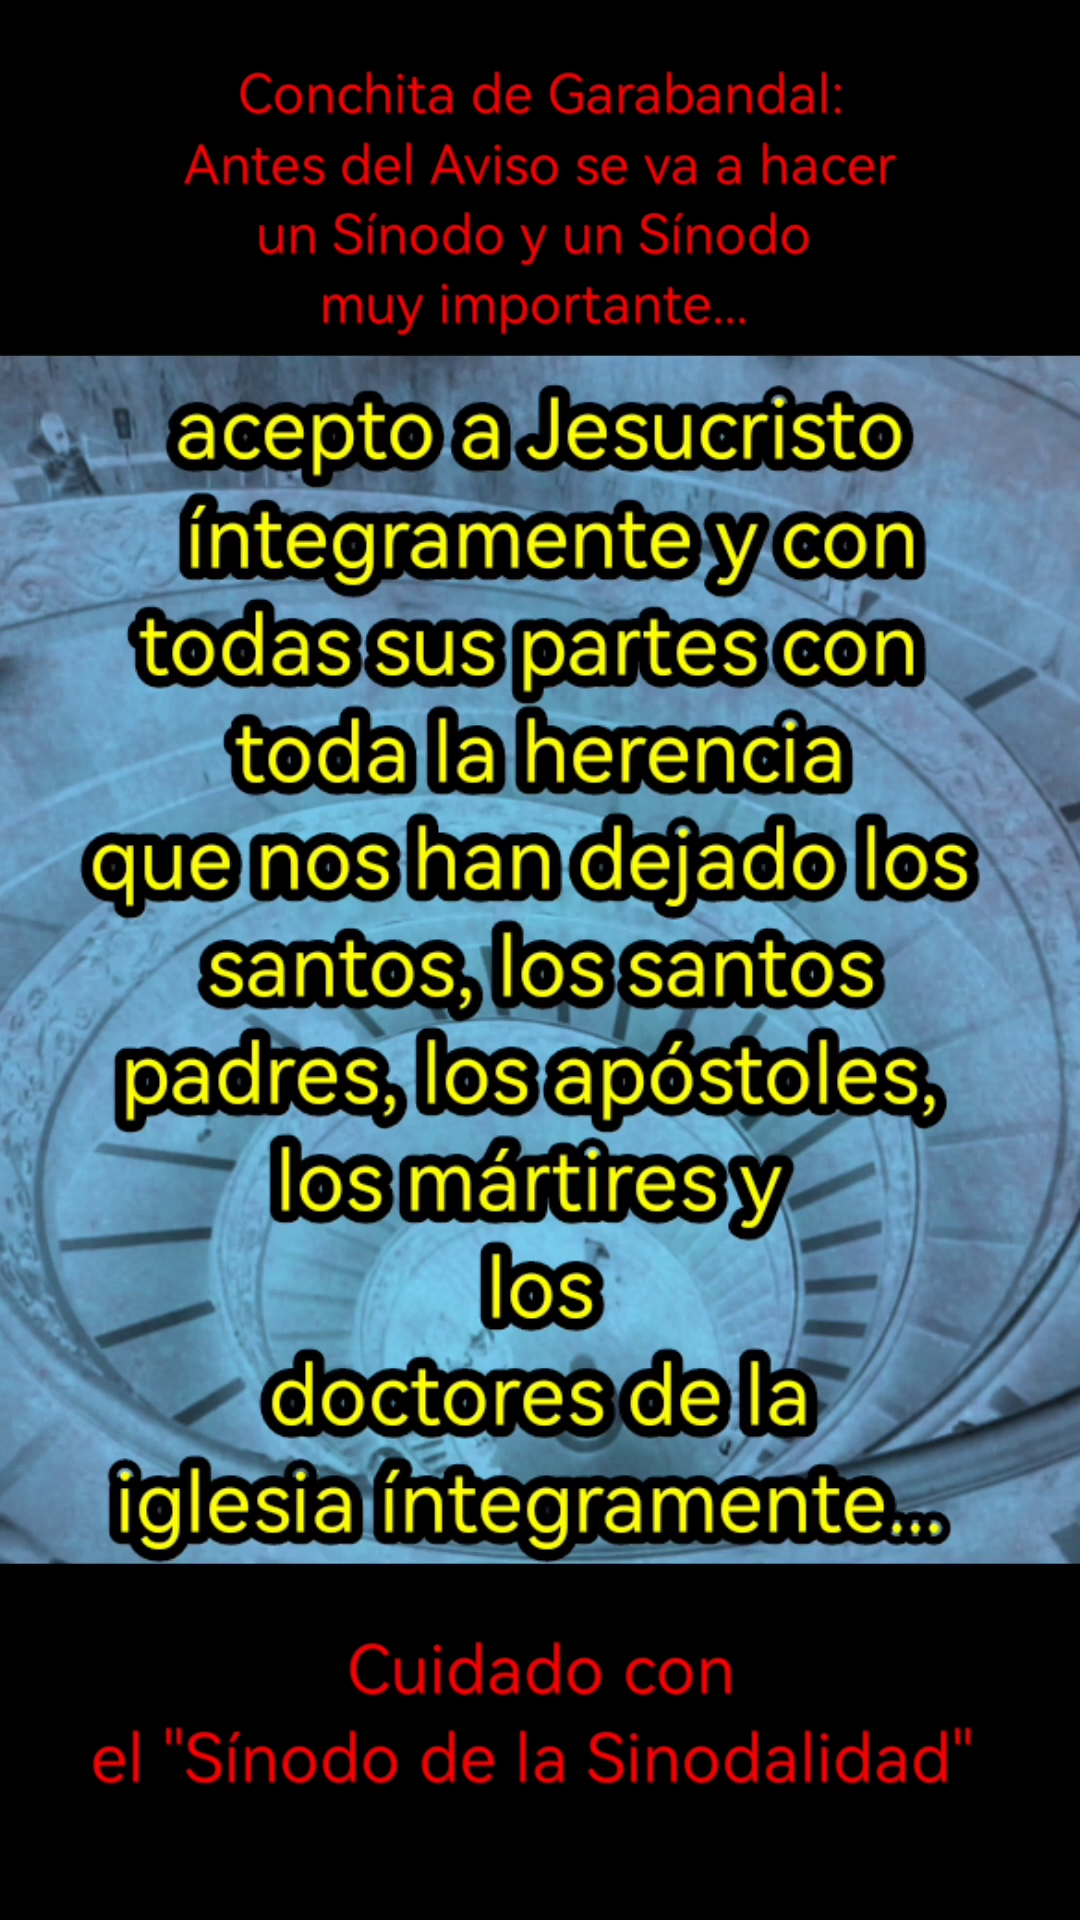 Conchita de Garabandal:
Antes del Aviso se va a hacer
un Sínodo y un Sínodo
muy importante...
acepto a Jesucristo
íntegramente y con
todas sus partes con
toda la herencia
que nos han dejado los
santos, los santos
padres, los apóstoles,
los mártires y
los
doctores de la
iglesia íntegramente...
Cuidado con
el "Sínodo de la Sinodalidad"